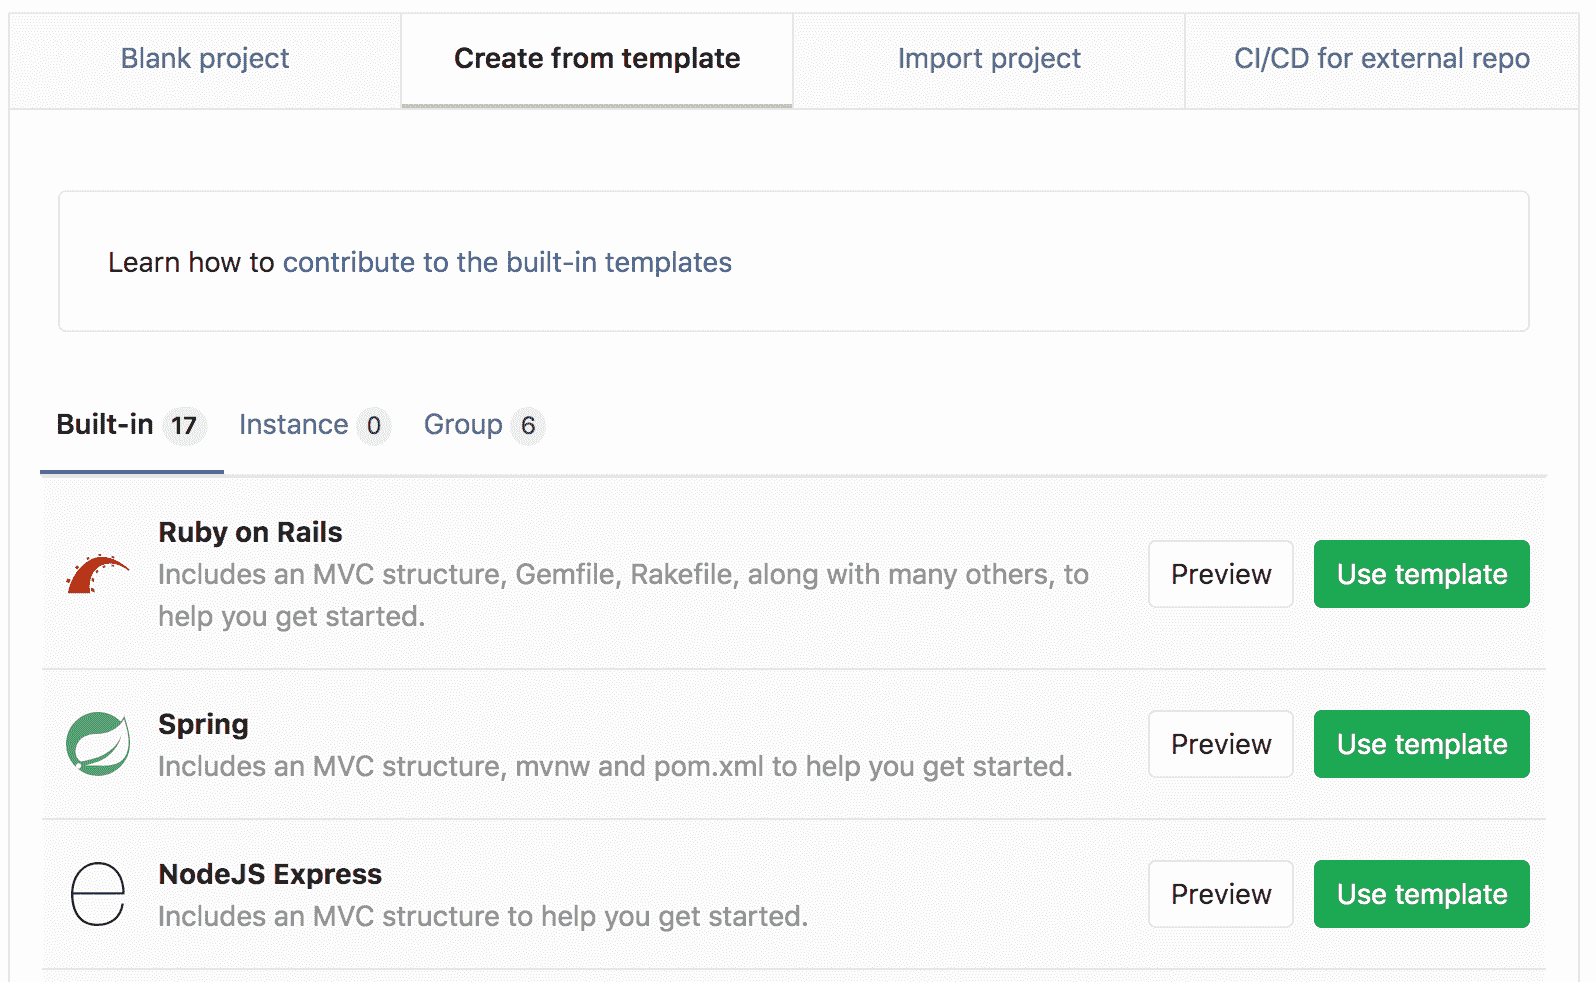 Blank project
Create from template
Import project
CI/CD for external repo
Learn how to contribute to the built-in templates
Built-in 17
Instance 0
Group 6
Ruby on Rails
Includes an MVC structure, Gemfile, Rakefile, along with many others, to
help you get started.
Preview
Use template
Spring
Includes an MVC structure, mvnw and pom.xml to help you get started.
Preview
Use template
NodeJS Express
Includes an MVC structure to help you get started.
Preview
Use template